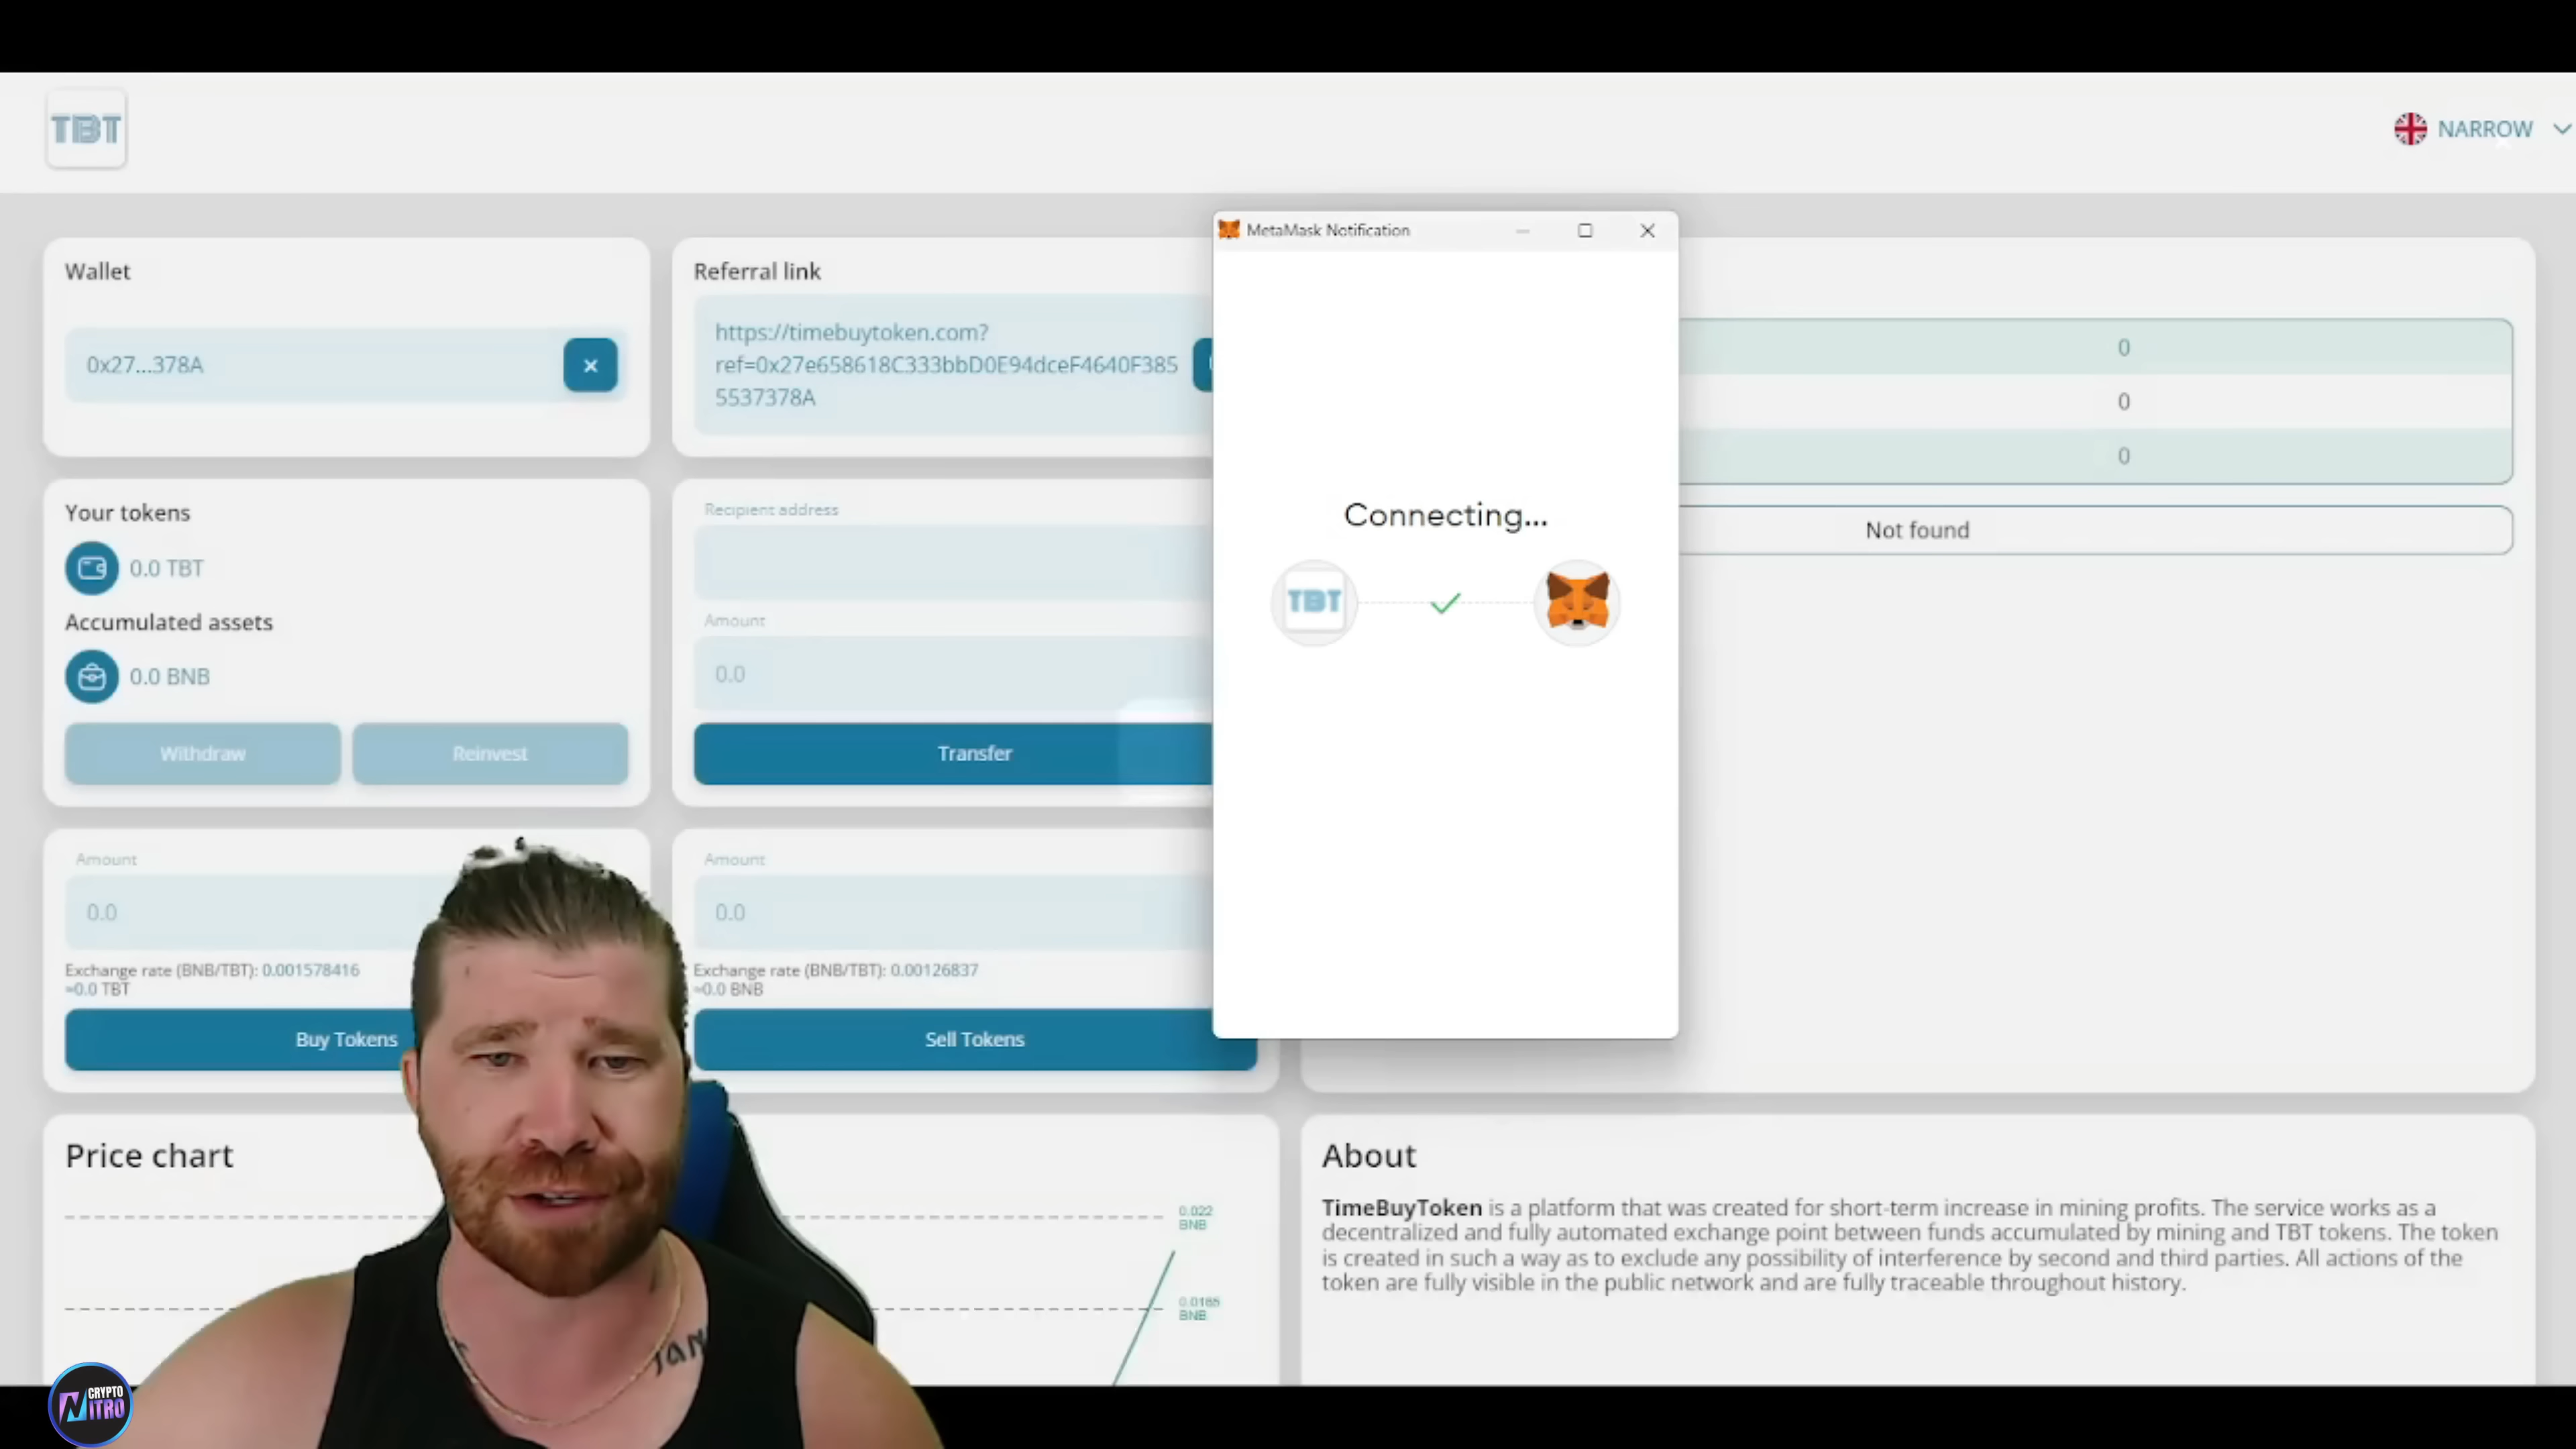 TBT
NARROW
Wallet
0x27...378A
Referral link
https://timebuytoken.com?
ref=0x27e658618C333bbD0E94dceF4640F385
5537378A
MetaMask Notification
Connecting...
TBT
0
0
0
Not found
Your tokens
0.0 TBT
Accumulated assets
0.0 BNB
Withdraw
Reinvest
Recipient address
Amount
0.0
Transfer
Amount
0.0
Exchange rate (BNB/TBT): 0.001578416
≈0.0 TBT
Buy Tokens
Amount
0.0
Exchange rate (BNB/TBT): 0.00126837
≈0.0 BNB
Sell Tokens
Price chart
0.022
BNB
0.0165
BNB
About
TimeBuyToken is a platform that was created for short-term increase in mining profits. The service works as a
decentralized and fully automated exchange point between funds accumulated by mining and TBT tokens. The token
is created in such a way as to exclude any possibility of interference by second and third parties. All actions of the
token are fully visible in the public network and are fully traceable throughout history.
CRYPTO
NITRO